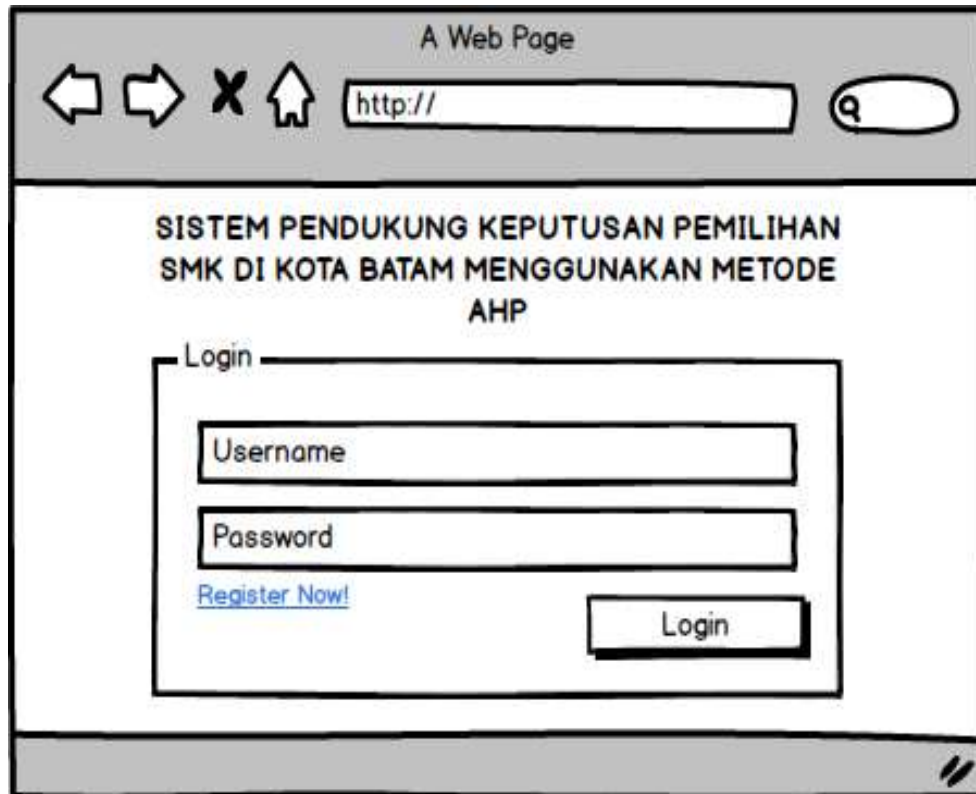 A Web Page
http://
SISTEM PENDUKUNG KEPUTUSAN PEMILIHAN
SMK DI KOTA BATAM MENGGUNAKAN METODE
AHP
Login
Username
Password
Register Now!
Login